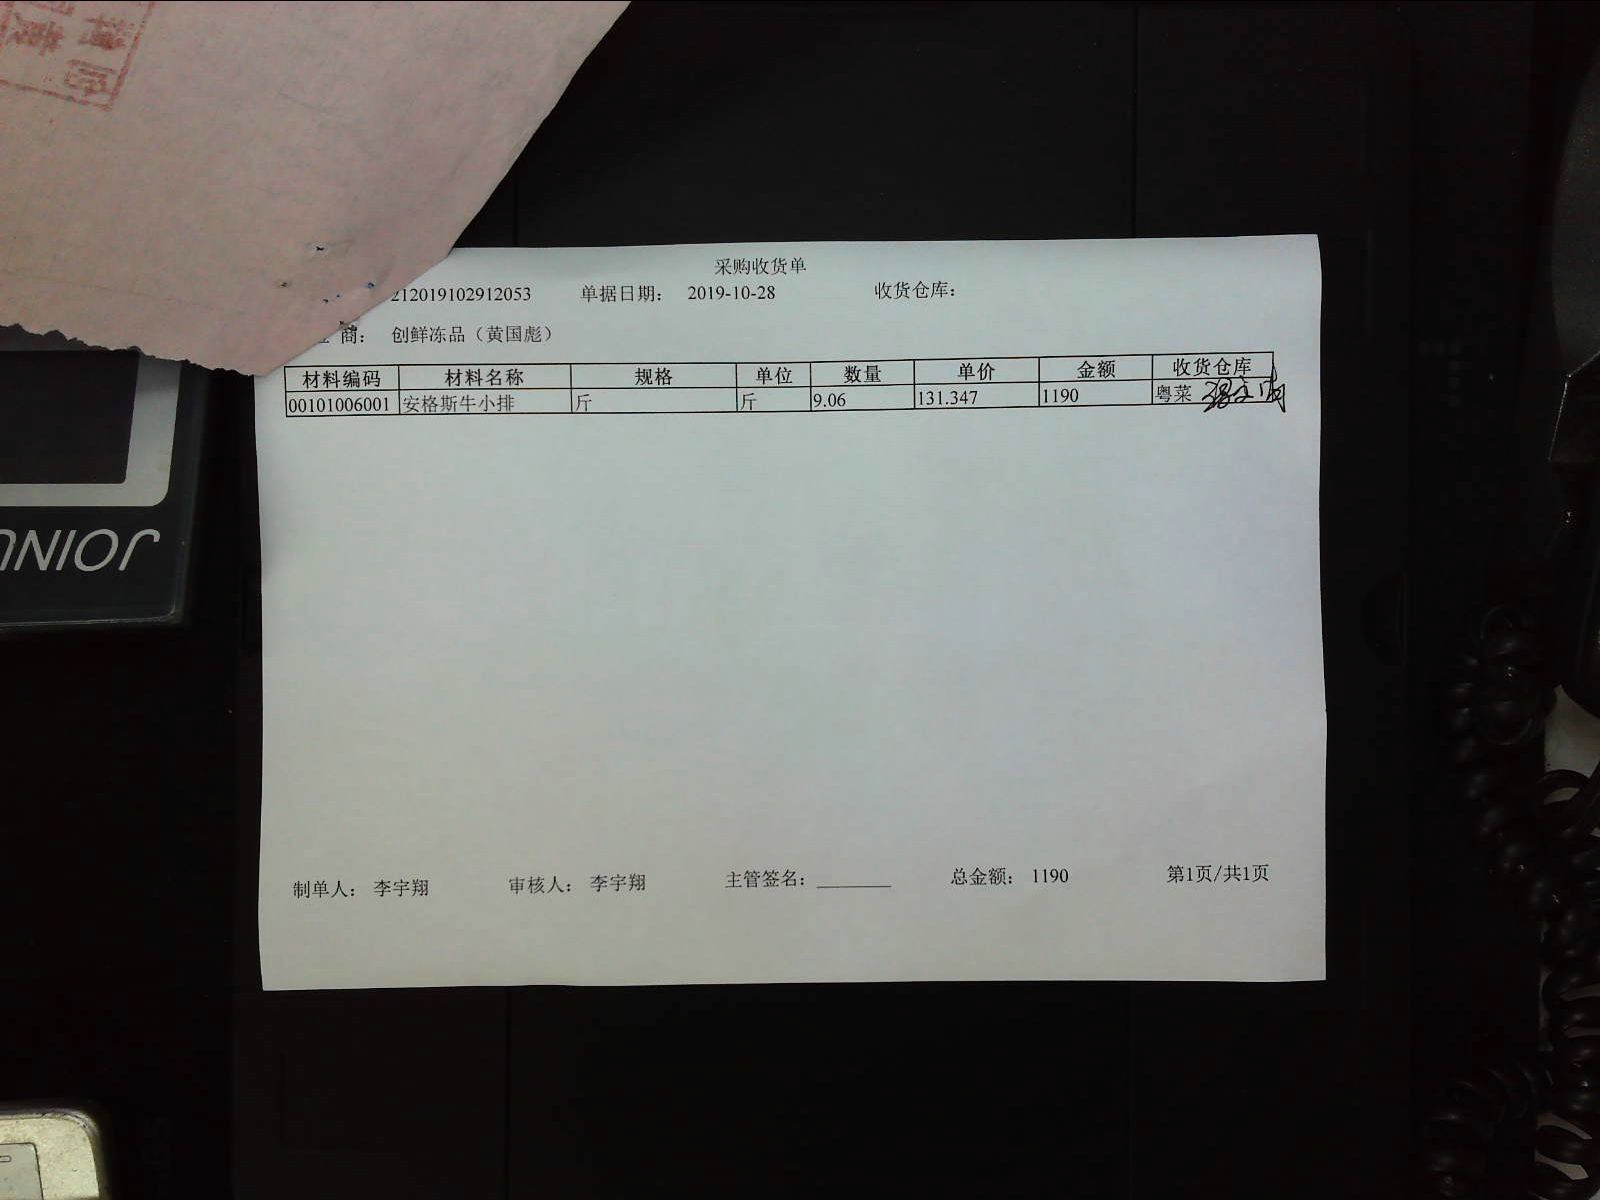 采购收货单
212019102912053 单据日期： 2019-10-28 收货仓库：
商： 创鲜冻品（黄国彪）
材料编码 材料名称 规格 单位 数量 单价 金额 收货仓库
00101006001 安格斯牛小排 斤 斤 9.06 131.347 1190 粤菜
制单人： 李宇翔 审核人： 李宇翔 主管签名：________ 总金额： 1190 第1页/共1页
JOINU